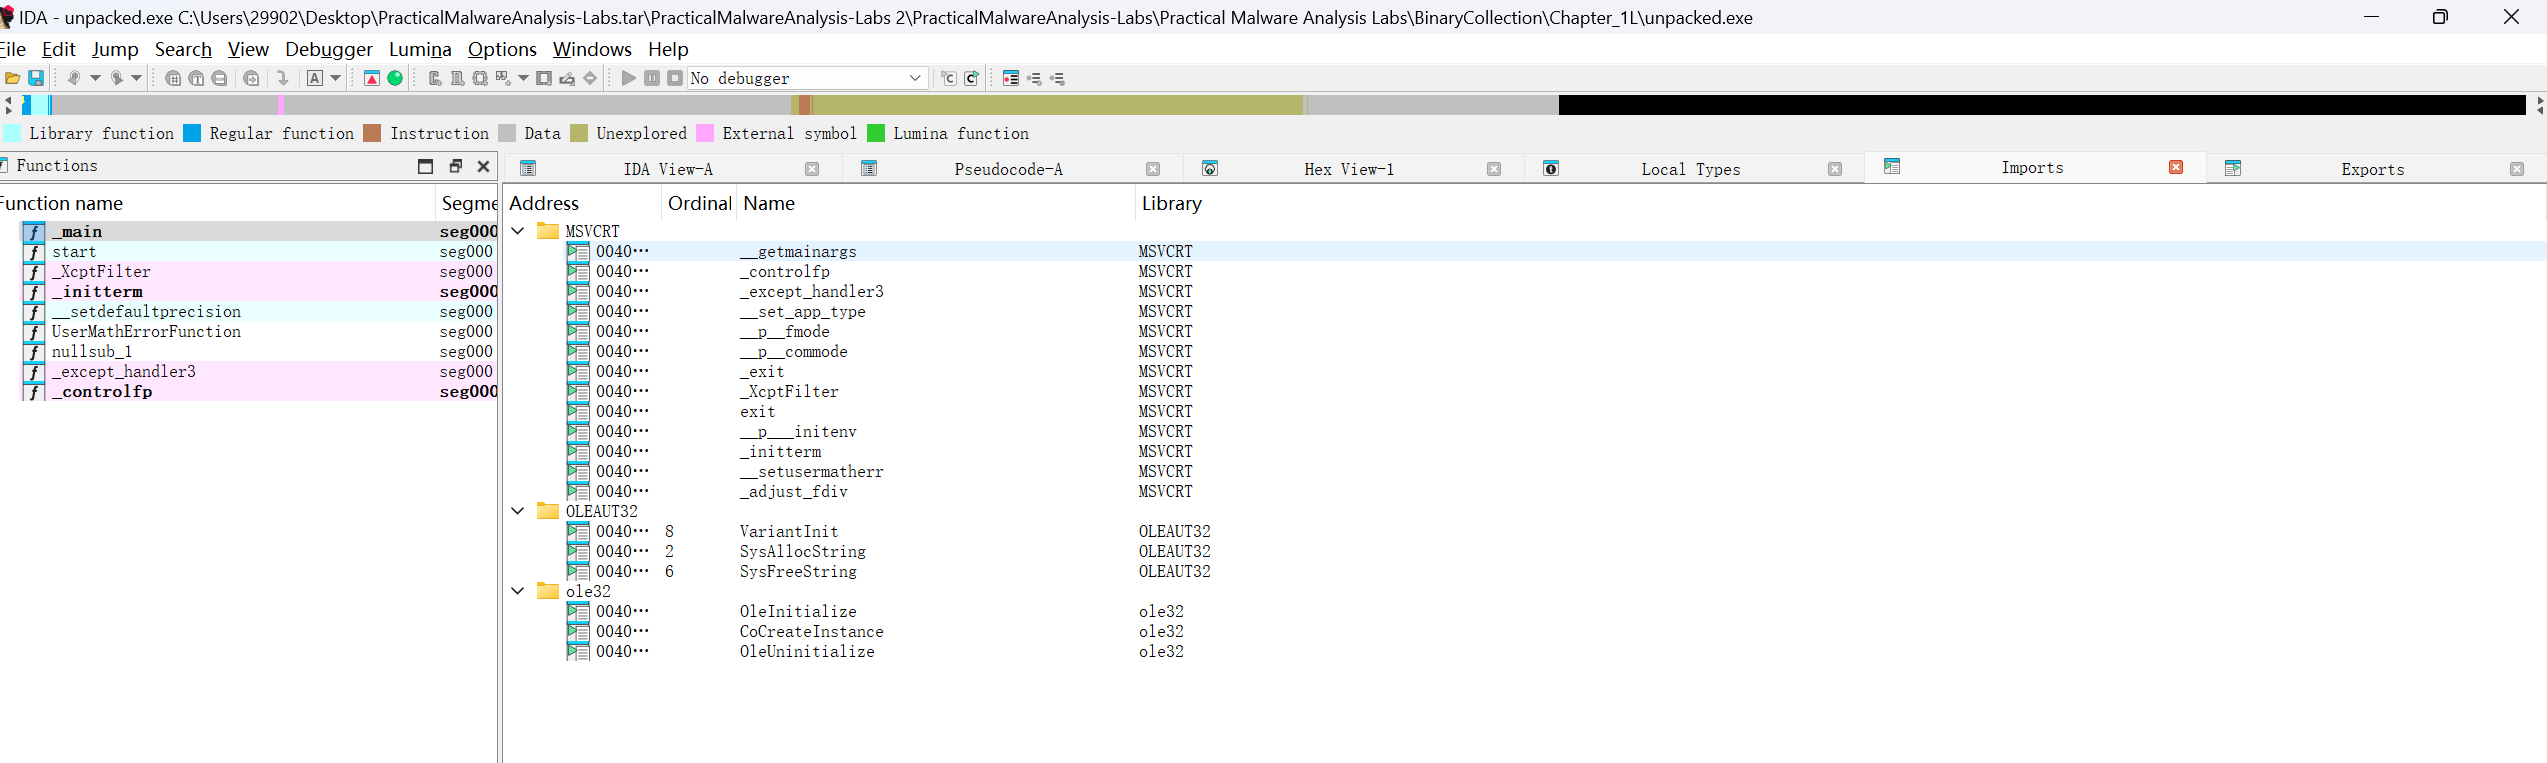 IDA - unpacked.exe C:\Users\29902\Desktop\PracticalMalwareAnalysis-Labs.tar\PracticalMalwareAnalysis-Labs 2\PracticalMalwareAnalysis-Labs\Practical Malware Analysis Labs\BinaryCollection\Chapter_1L\unpacked.exe
File Edit Jump Search View Debugger Lumina Options Windows Help
No debugger
Library function Regular function Instruction Data Unexplored External symbol Lumina function
Functions
IDA View-A Pseudocode-A Hex View-1 Local Types Imports Exports
Function name Segme
_main seg000
start seg000
_XcptFilter seg000
_initterm seg000
__setdefaultprecision seg000
UserMathErrorFunction seg000
nullsub_1 seg000
_except_handler3 seg000
_controlfp seg000
Address Ordinal Name Library
MSVCRT
0040… __getmainargs MSVCRT
0040… _controlfp MSVCRT
0040… _except_handler3 MSVCRT
0040… __set_app_type MSVCRT
0040… __p__fmode MSVCRT
0040… __p__commode MSVCRT
0040… _exit MSVCRT
0040… _XcptFilter MSVCRT
0040… exit MSVCRT
0040… __p___initenv MSVCRT
0040… _initterm MSVCRT
0040… __setusermatherr MSVCRT
0040… _adjust_fdiv MSVCRT
OLEAUT32
0040… 8 VariantInit OLEAUT32
0040… 2 SysAllocString OLEAUT32
0040… 6 SysFreeString OLEAUT32
ole32
0040… OleInitialize ole32
0040… CoCreateInstance ole32
0040… OleUninitialize ole32